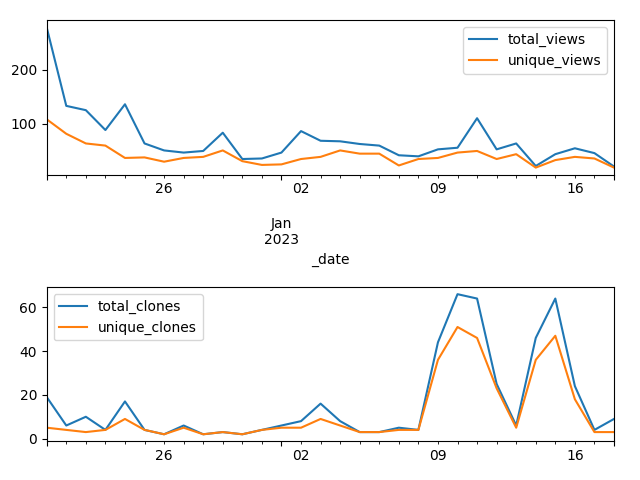 total_views
unique_views
200
100
26 02 09 16
Jan
2023
_date
total_clones
unique_clones
60
40
20
0
26 02 09 16